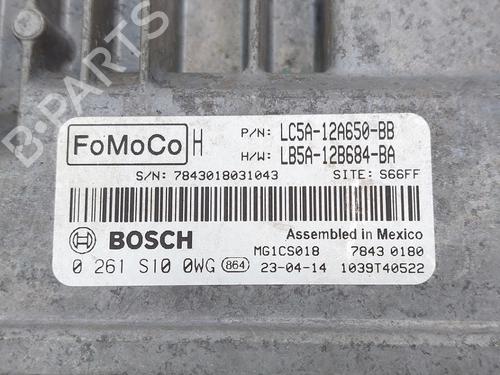 FoMoCo H P/N: LC5A-12A650-BB
H/W: LB5A-12B684-BA
S/N: 7843018031043 SITE: S66FF
BOSCH Assembled in Mexico
MG1CS018 7843 0180
0 261 S10 0WG 864 23-04-14 1039T40522
B-PARTS